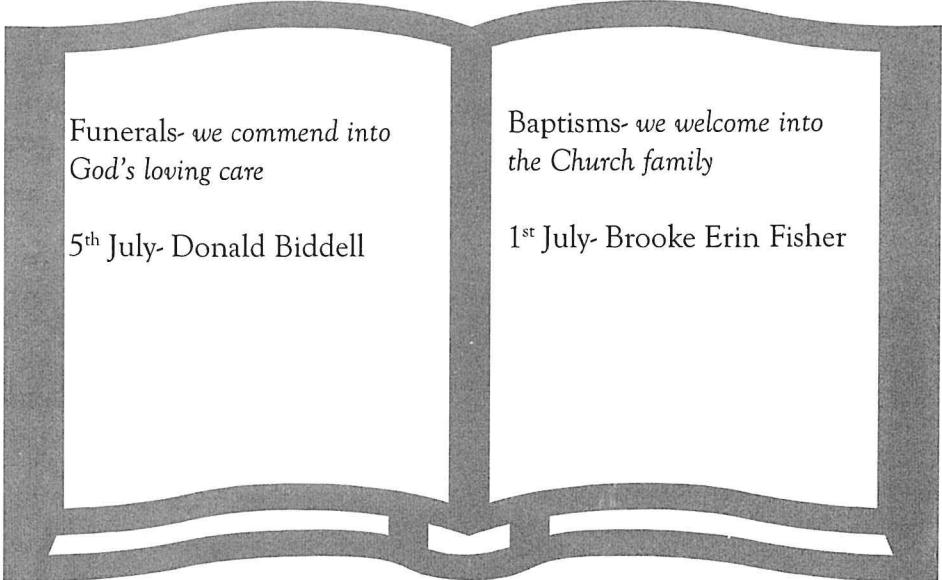 Funerals- we commend into
God's loving care
5th July- Donald Biddell
Baptisms- we welcome into
the Church family
1st July- Brooke Erin Fisher